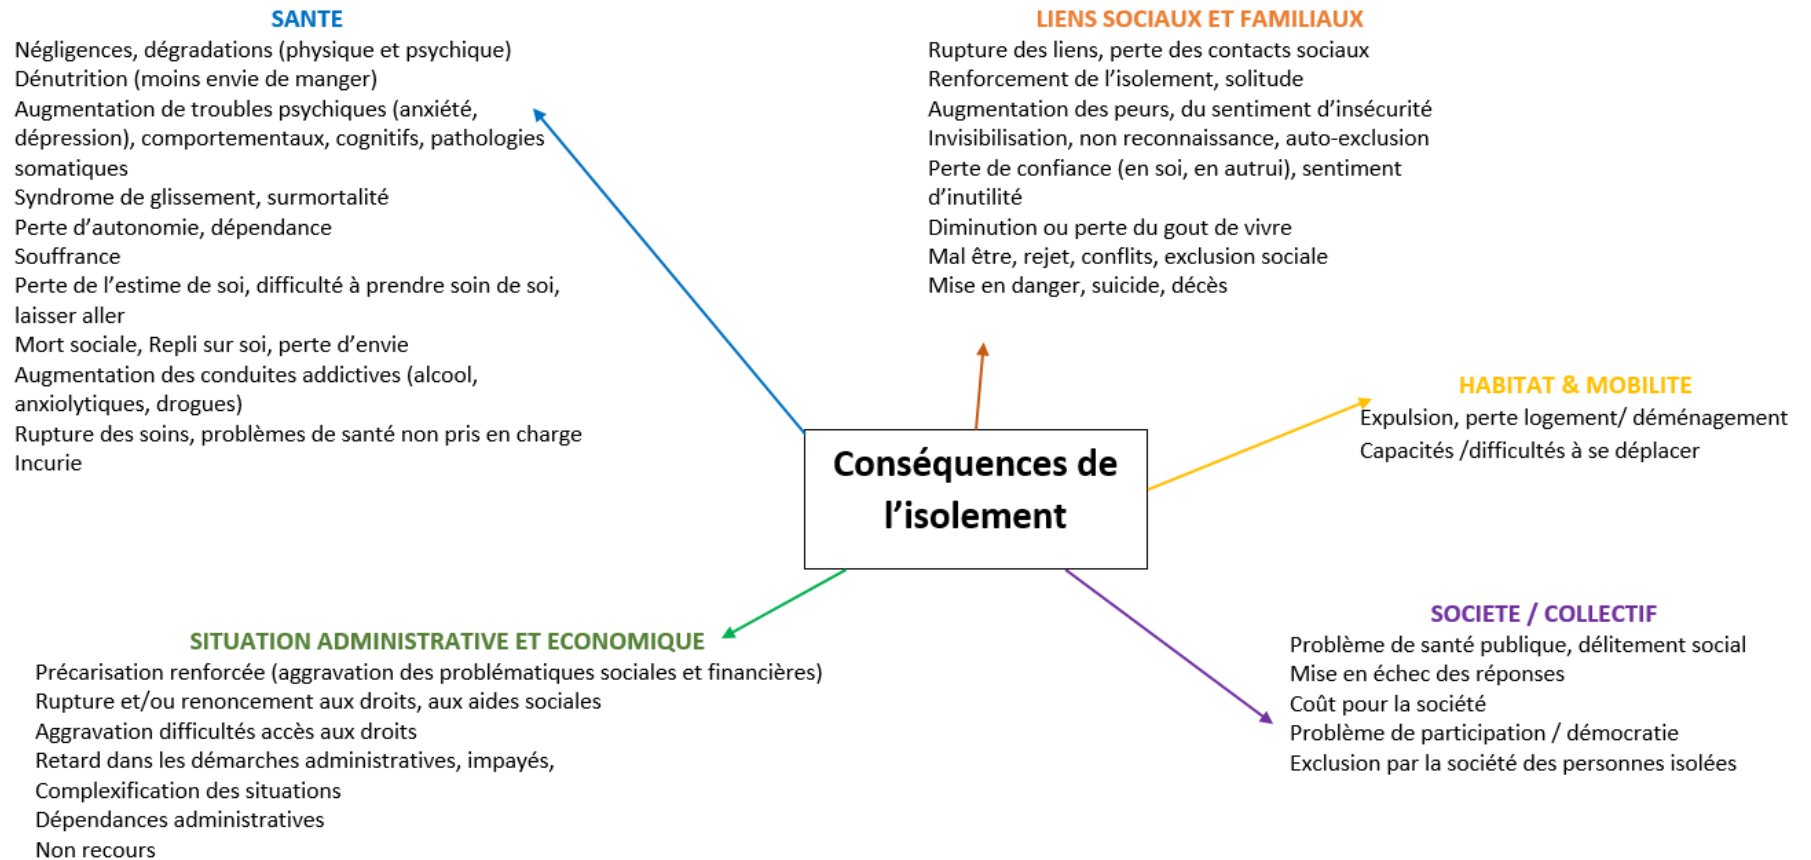 SANTE
Négligences, dégradations (physique et psychique)
Dénutrition (moins envie de manger)
Augmentation de troubles psychiques (anxiété,
dépression), comportementaux, cognitifs, pathologies
somatiques
Syndrome de glissement, surmortalité
Perte d’autonomie, dépendance
Souffrance
Perte de l’estime de soi, difficulté à prendre soin de soi,
laisser aller
Mort sociale, Repli sur soi, perte d’envie
Augmentation des conduites addictives (alcool,
anxiolytiques, drogues)
Rupture des soins, problèmes de santé non pris en charge
Incurie
LIENS SOCIAUX ET FAMILIAUX
Rupture des liens, perte des contacts sociaux
Renforcement de l’isolement, solitude
Augmentation des peurs, du sentiment d’insécurité
Invisibilisation, non reconnaissance, auto-exclusion
Perte de confiance (en soi, en autrui), sentiment
d’inutilité
Diminution ou perte du gout de vivre
Mal être, rejet, conflits, exclusion sociale
Mise en danger, suicide, décès
HABITAT & MOBILITE
Expulsion, perte logement/ déménagement
Capacités /difficultés à se déplacer
Conséquences de
l’isolement
SITUATION ADMINISTRATIVE ET ECONOMIQUE
Précarisation renforcée (aggravation des problématiques sociales et financières)
Rupture et/ou renoncement aux droits, aux aides sociales
Aggravation difficultés accès aux droits
Retard dans les démarches administratives, impayés,
Complexification des situations
Dépendances administratives
Non recours
SOCIETE / COLLECTIF
Problème de santé publique, délitement social
Mise en échec des réponses
Coût pour la société
Problème de participation / démocratie
Exclusion par la société des personnes isolées